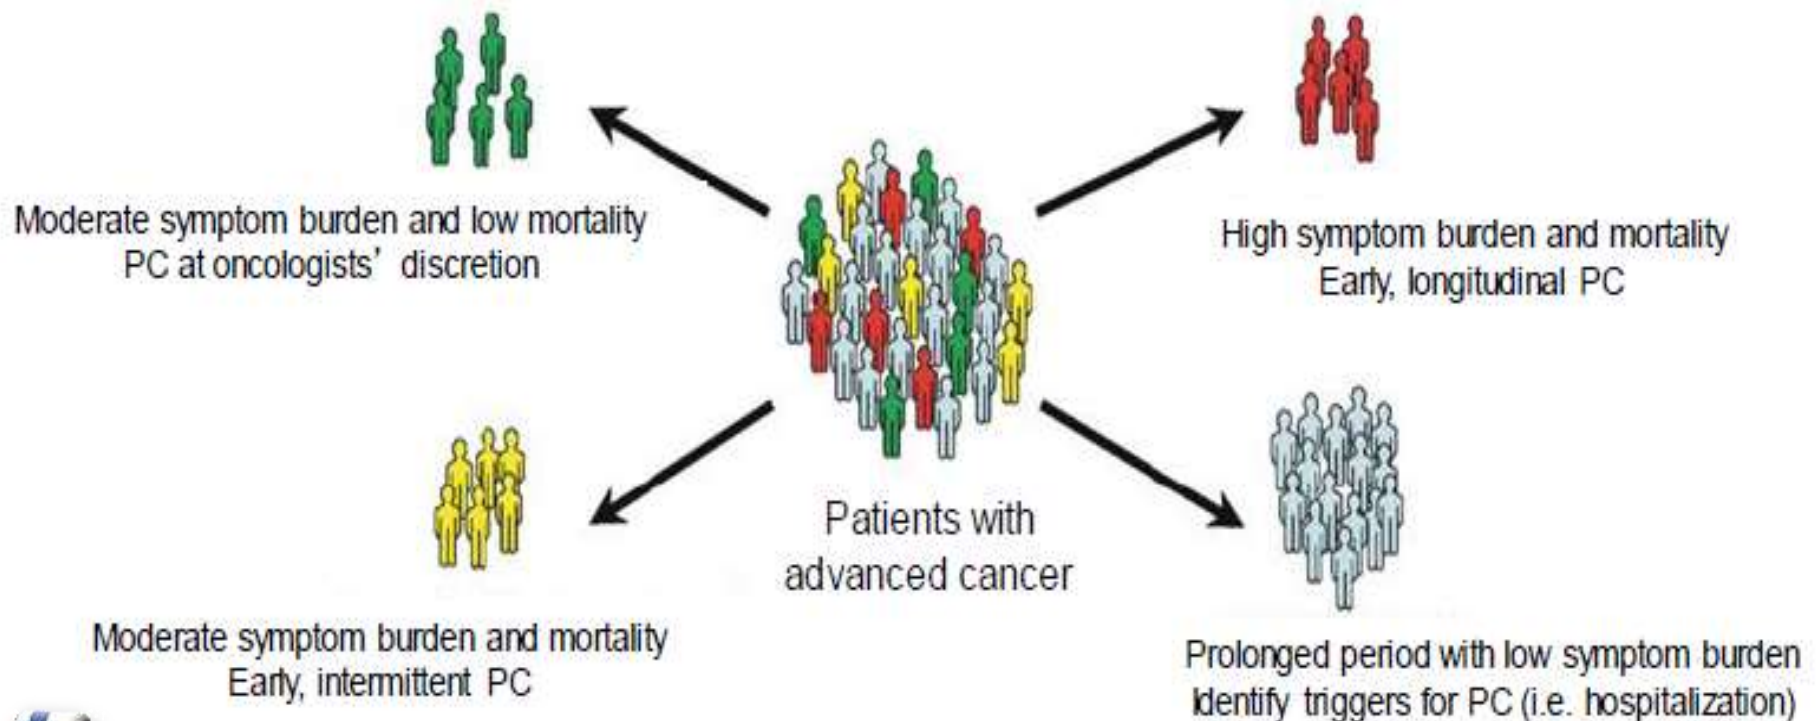 Moderate symptom burden and low mortality
PC at oncologists’ discretion
High symptom burden and mortality
Early, longitudinal PC
Patients with
advanced cancer
Moderate symptom burden and mortality
Early, intermittent PC
Prolonged period with low symptom burden
Identify triggers for PC (i.e. hospitalization)